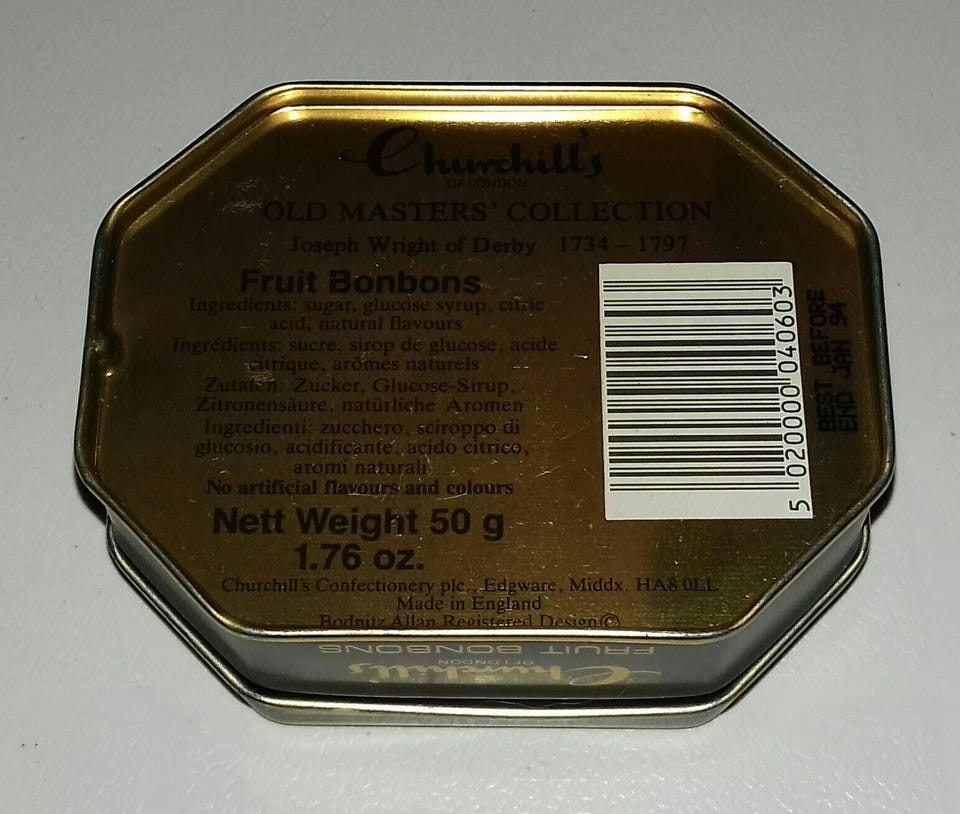 Churchill's
OF LONDON
OLD MASTERS' COLLECTION
Joseph Wright of Derby 1734 – 1797
Fruit Bonbons
Ingredients: sugar, glucose syrup, citric
acid, natural flavours
Ingrédients: sucre, sirop de glucose, acide
citrique, arômes naturels
Zutaten: Zucker, Glucose-Sirup,
Zitronensäure, natürliche Aromen
Ingredienti: zucchero, sciroppo di
glucosio, acidificante, acido citrico,
aromi naturali
No artificial flavours and colours
Nett Weight 50 g
1.76 oz.
Churchill's Confectionery plc., Edgware, Middx. HA8 0LL
Made in England
Bodnitz Allan Registered Design ©
5 020000 040603
BEST BEFORE
END JAN 94
FRUIT BONBONS
OF LONDON
Churchill's